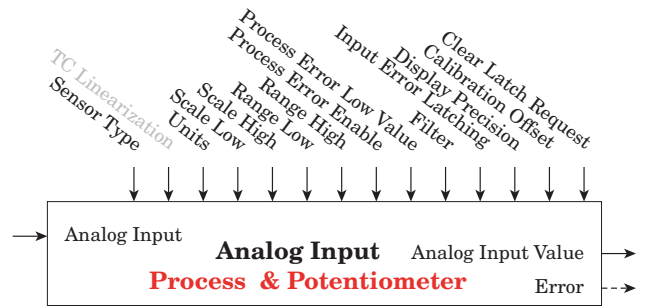 TC Linearization
Sensor Type
Units
Scale Low
Scale High
Range Low
Range High
Process Error Enable
Process Error Low Value
Filter
Input Error Latching
Display Precision
Calibration Offset
Clear Latch Request
Analog Input
Analog Input
Analog Input Value
Process & Potentiometer
Error